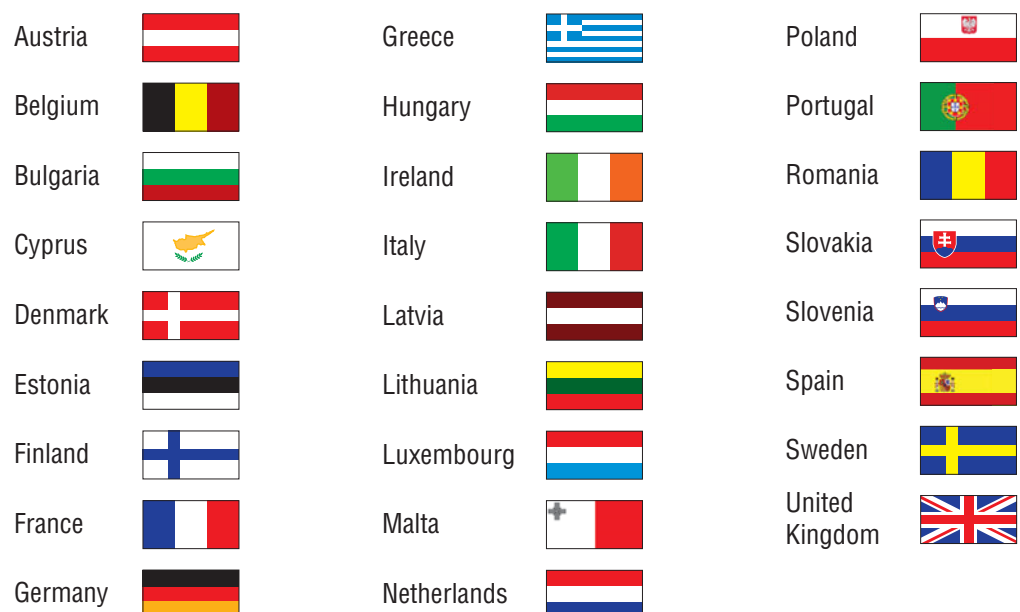 Austria
Belgium
Bulgaria
Cyprus
Denmark
Estonia
Finland
France
Germany
Greece
Hungary
Ireland
Italy
Latvia
Lithuania
Luxembourg
Malta
Netherlands
Poland
Portugal
Romania
Slovakia
Slovenia
Spain
Sweden
United
Kingdom